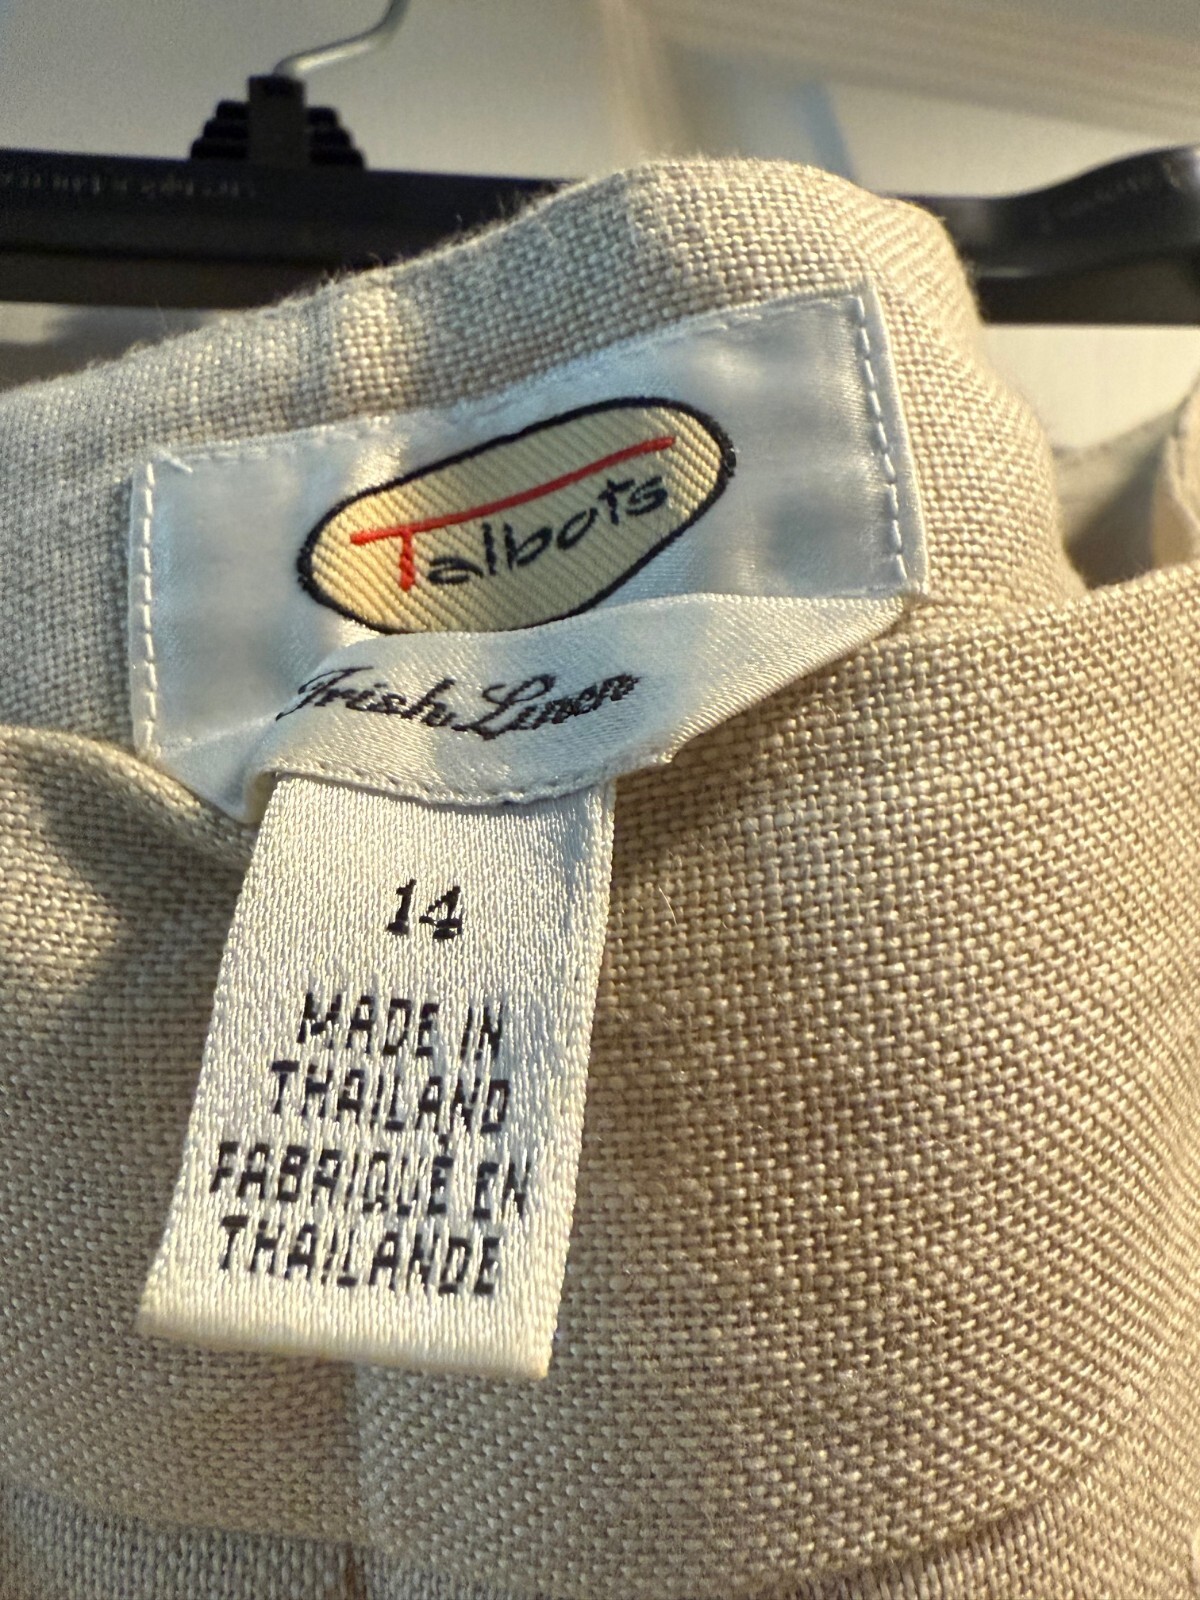 Talbots
Irish Linen
14
MADE IN
THAILAND
FABRIQUÉ EN
THAILANDE